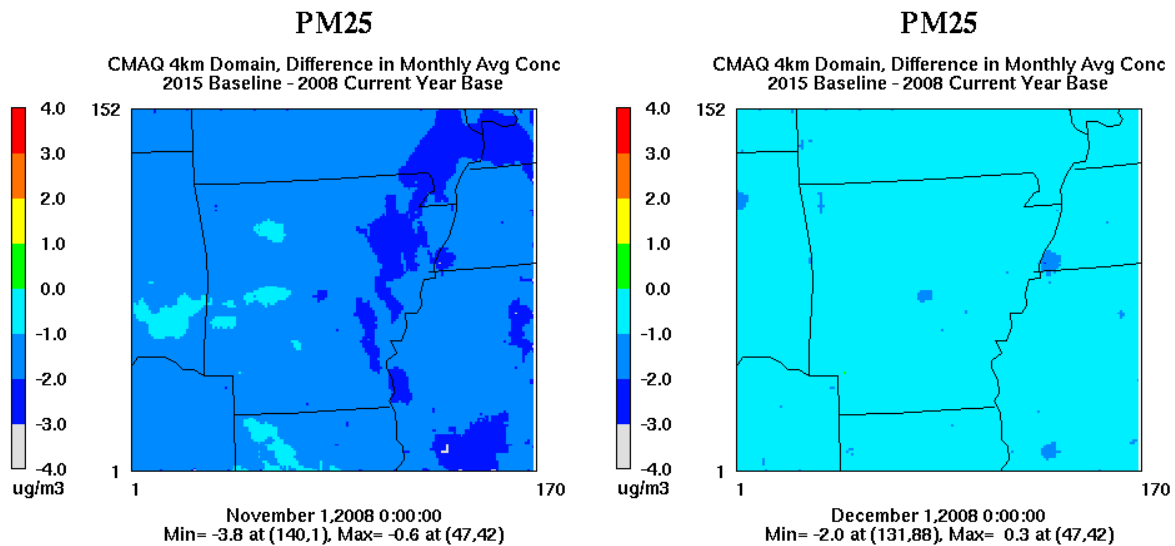 PM25
CMAQ 4km Domain, Difference in Monthly Avg Conc
2015 Baseline - 2008 Current Year Base
4.0
3.0
2.0
1.0
0.0
-1.0
-2.0
-3.0
-4.0
ug/m3
152
1
1
170
November 1,2008 0:00:00
Min= -3.8 at (140,1), Max= -0.6 at (47,42)
PM25
CMAQ 4km Domain, Difference in Monthly Avg Conc
2015 Baseline - 2008 Current Year Base
4.0
3.0
2.0
1.0
0.0
-1.0
-2.0
-3.0
-4.0
ug/m3
152
1
1
170
December 1,2008 0:00:00
Min= -2.0 at (131,88), Max= 0.3 at (47,42)